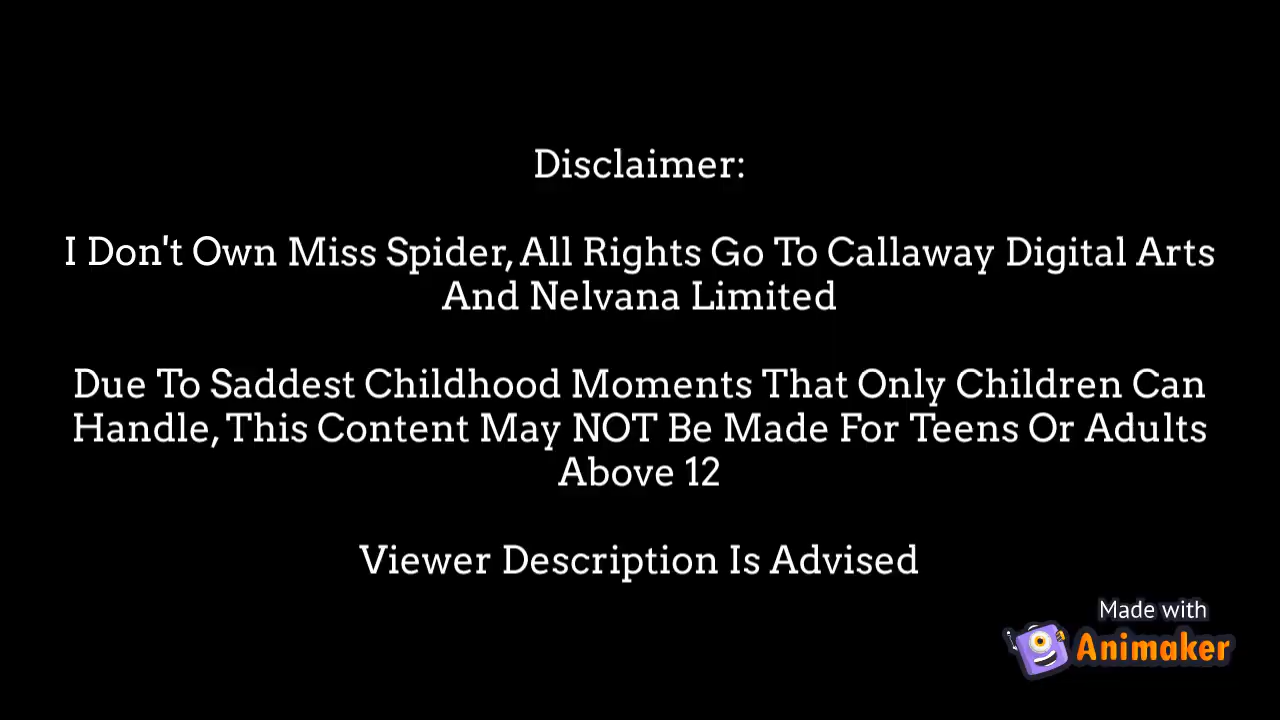 Disclaimer:
I Don't Own Miss Spider, All Rights Go To Callaway Digital Arts
And Nelvana Limited
Due To Saddest Childhood Moments That Only Children Can
Handle, This Content May NOT Be Made For Teens Or Adults
Above 12
Viewer Description Is Advised
Made with
Animaker